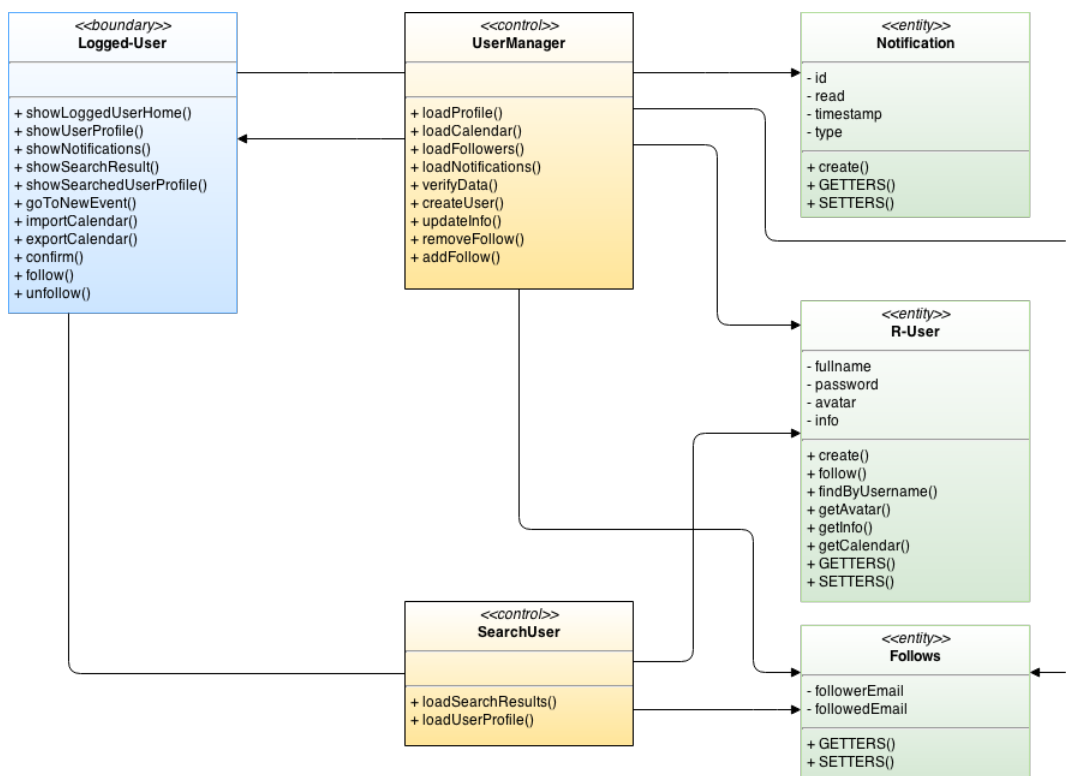 <<boundary>>
Logged-User
+ showLoggedUserHome()
+ showUserProfile()
+ showNotifications()
+ showSearchResult()
+ showSearchedUserProfile()
+ goToNewEvent()
+ importCalendar()
+ exportCalendar()
+ confirm()
+ follow()
+ unfollow()
<<control>>
UserManager
+ loadProfile()
+ loadCalendar()
+ loadFollowers()
+ loadNotifications()
+ verifyData()
+ createUser()
+ updateInfo()
+ removeFollow()
+ addFollow()
<<entity>>
Notification
- id
- read
- timestamp
- type
+ create()
+ GETTERS()
+ SETTERS()
<<entity>>
R-User
- fullname
- password
- avatar
- info
+ create()
+ follow()
+ findByUsername()
+ getAvatar()
+ getInfo()
+ getCalendar()
+ GETTERS()
+ SETTERS()
<<control>>
SearchUser
+ loadSearchResults()
+ loadUserProfile()
<<entity>>
Follows
- followerEmail
- followedEmail
+ GETTERS()
+ SETTERS()